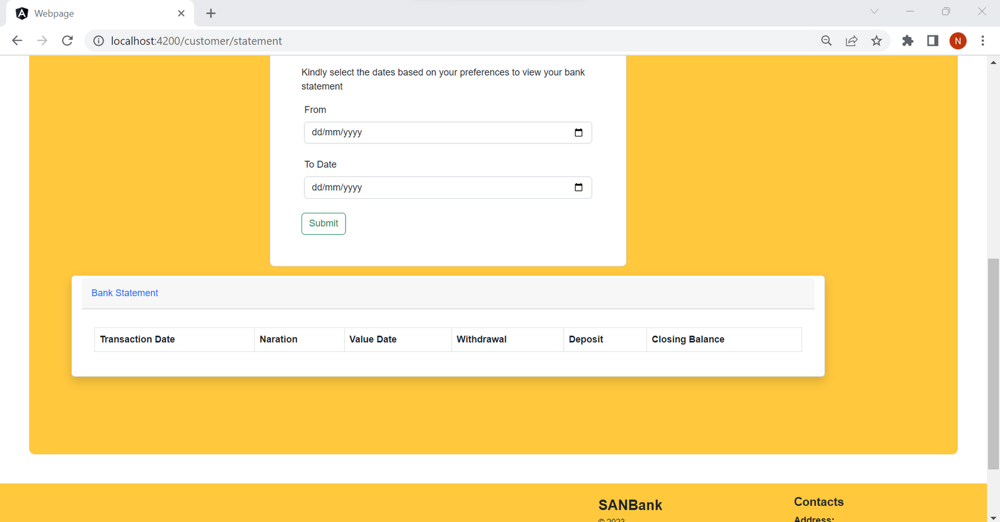 Webpage
localhost:4200/customer/statement
N
Kindly select the dates based on your preferences to view your bank
statement
From
dd/mm/yyyy
To Date
dd/mm/yyyy
Submit
Bank Statement
Transaction Date Naration Value Date Withdrawal Deposit Closing Balance
SANBank
© 2023
Contacts
Address: